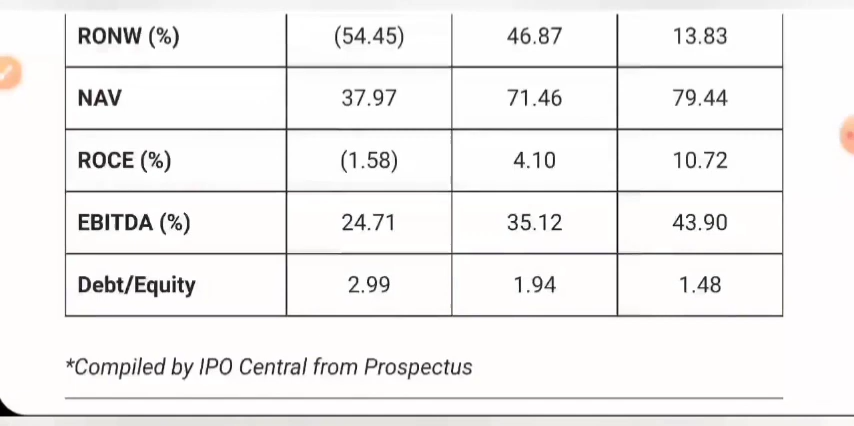 RONW (%) (54.45) 46.87 13.83
NAV 37.97 71.46 79.44
ROCE (%) (1.58) 4.10 10.72
EBITDA (%) 24.71 35.12 43.90
Debt/Equity 2.99 1.94 1.48
*Compiled by IPO Central from Prospectus